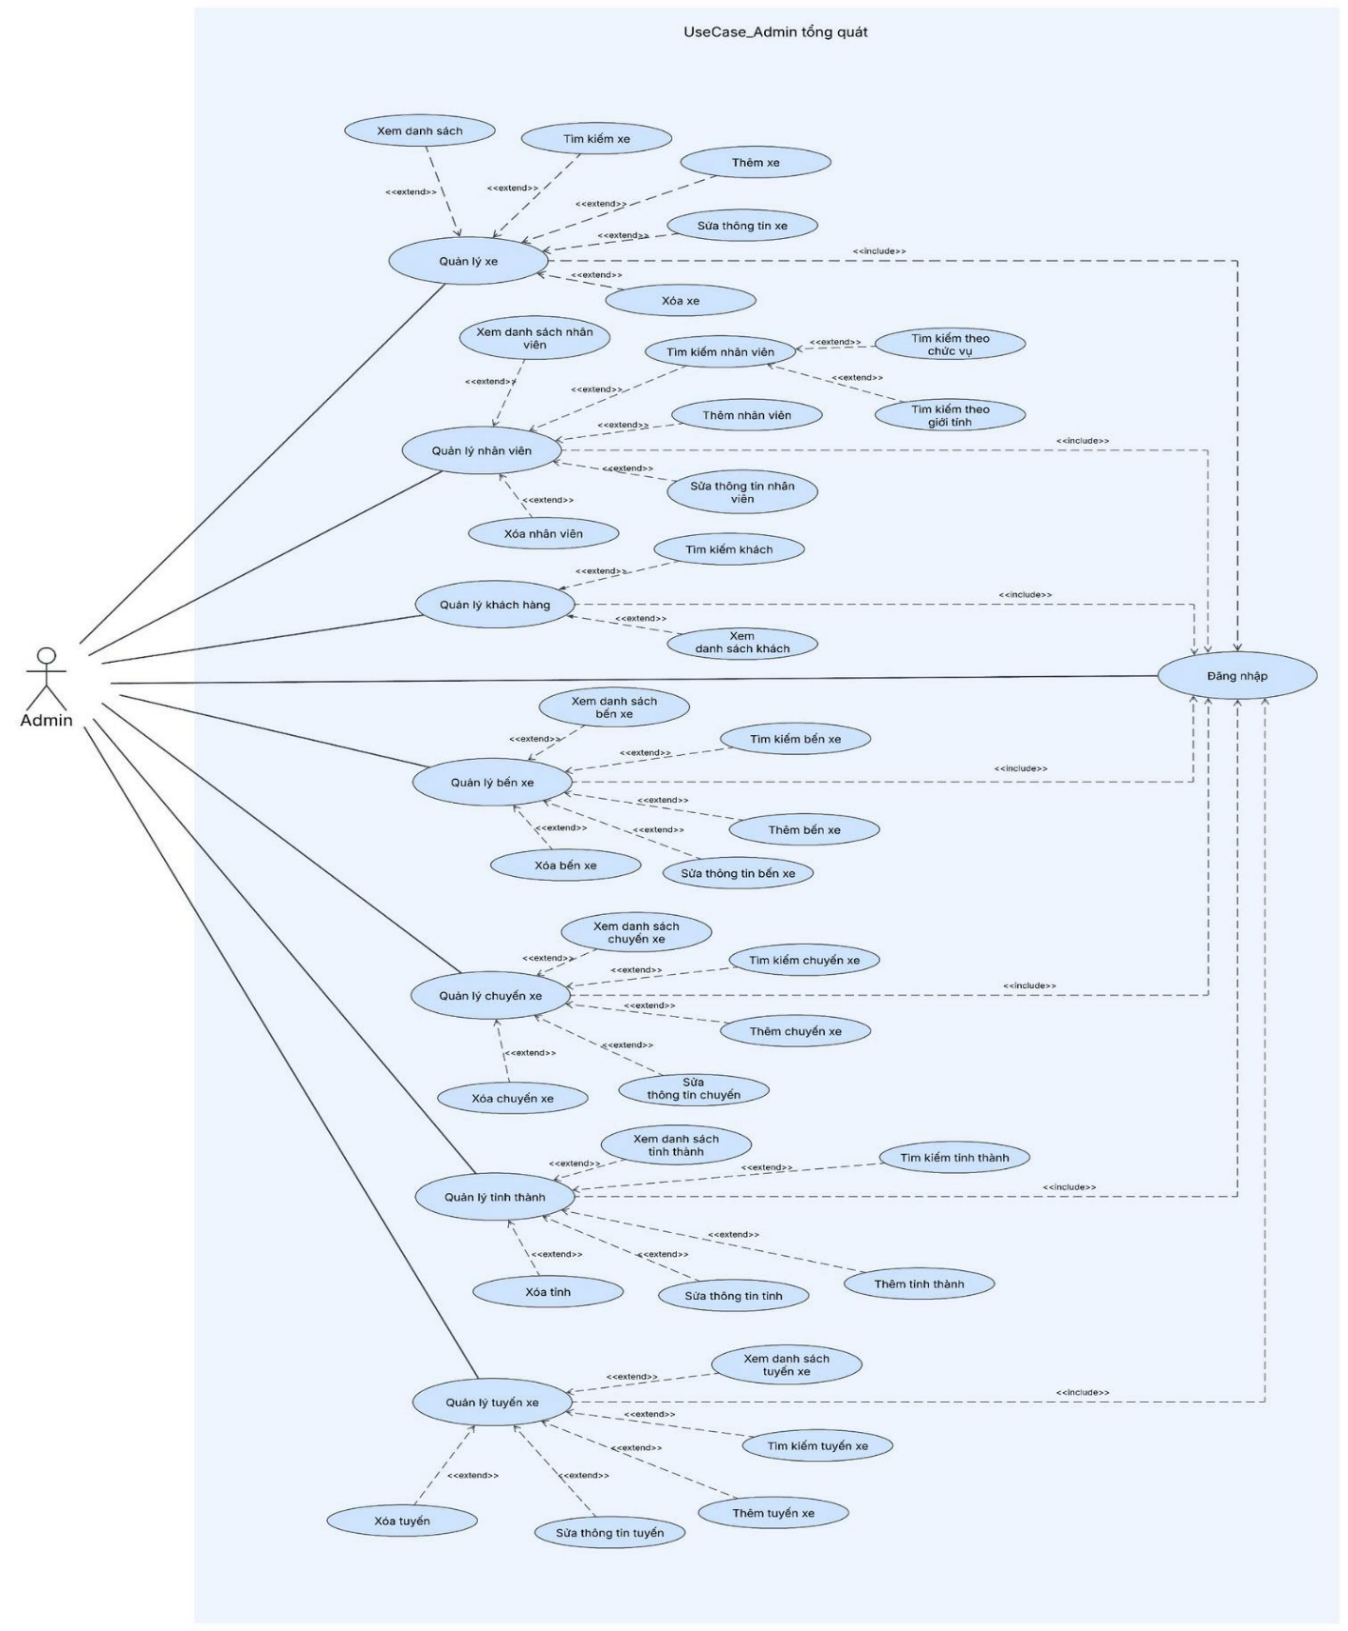 UseCase_Admin tổng quát
Xem danh sách
Tìm kiếm xe
Thêm xe
<<extend>>
<<extend>>
<<extend>>
Sửa thông tin xe
<<extend>>
<<include>>
Quản lý xe
<<extend>>
Xóa xe
Xem danh sách nhân
viên
Tìm kiếm nhân viên
<<extend>>
Tìm kiếm theo
chức vụ
<<extend>>
<<extend>>
<<extend>>
Tìm kiếm theo
giới tính
Thêm nhân viên
<<extend>>
<<include>>
Quản lý nhân viên
<<extend>>
Sửa thông tin nhân
viên
<<extend>>
Xóa nhân viên
Tìm kiếm khách
<<extend>>
<<include>>
Quản lý khách hàng
<<extend>>
Xem
danh sách khách
Đăng nhập
Admin
Xem danh sách
bến xe
<<extend>>
Tìm kiếm bến xe
<<extend>>
<<include>>
Quản lý bến xe
<<extend>>
<<extend>>
<<extend>>
Thêm bến xe
Xóa bến xe
Sửa thông tin bến xe
Xem danh sách
chuyến xe
<<extend>>
Tìm kiếm chuyến xe
<<extend>>
<<include>>
Quản lý chuyến xe
<<extend>>
Thêm chuyến xe
<<extend>>
<<extend>>
Xóa chuyến xe
Sửa
thông tin chuyến
Xem danh sách
tỉnh thành
<<extend>>
Tìm kiếm tỉnh thành
<<extend>>
<<include>>
Quản lý tỉnh thành
<<extend>>
<<extend>>
<<extend>>
Thêm tỉnh thành
Xóa tỉnh
Sửa thông tin tỉnh
Xem danh sách
tuyến xe
<<extend>>
<<include>>
Quản lý tuyến xe
<<extend>>
Tìm kiếm tuyến xe
<<extend>>
<<extend>>
<<extend>>
Thêm tuyến xe
Xóa tuyến
Sửa thông tin tuyến